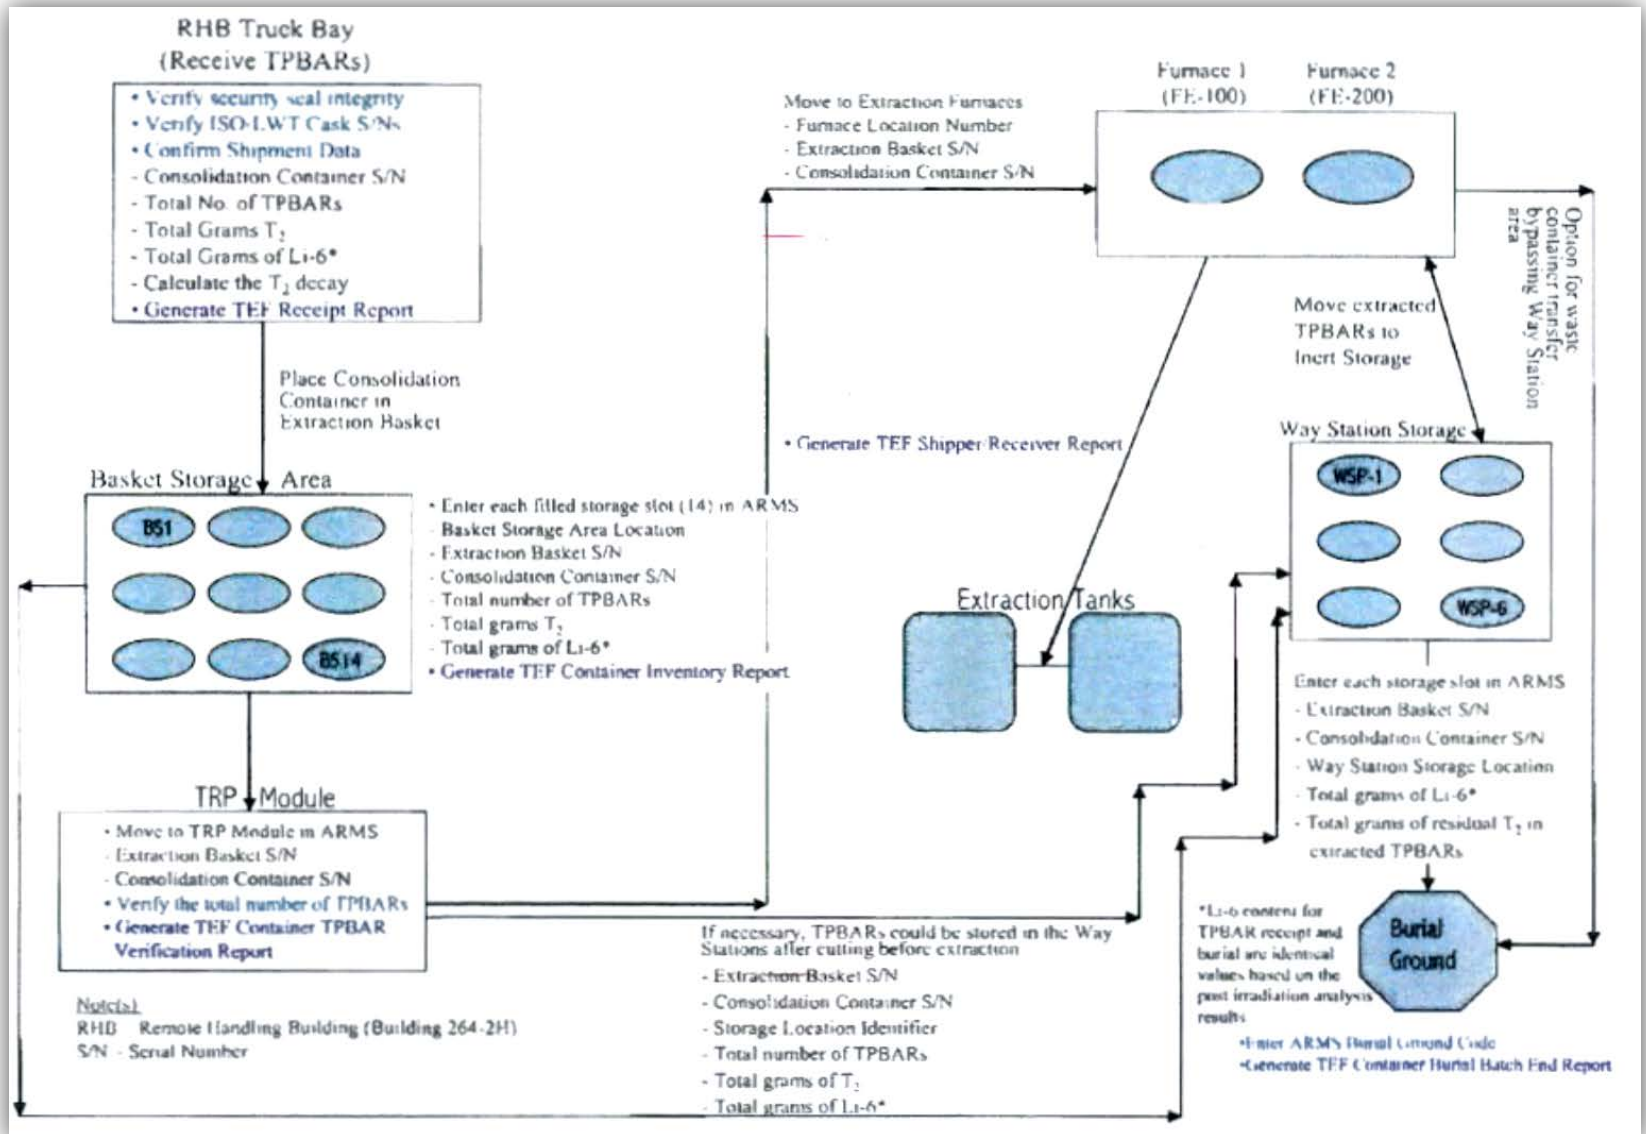 RHB Truck Bay
(Receive TPBARs)
• Verify security seal integrity
• Verify ISO-LWT Cask S/Ns
• Confirm Shipment Data
- Consolidation Container S/N
- Total No. of TPBARs
- Total Grams T₂
- Total Grams of Li-6*
- Calculate the T₂ decay
• Generate TEF Receipt Report
Place Consolidation
Container in
Extraction Basket
Basket Storage Area
BS1
BS14
• Enter each filled storage slot (14) in ARMS
- Basket Storage Area Location
- Extraction Basket S/N
- Consolidation Container S/N
- Total number of TPBARs
- Total grams T₂
- Total grams of Li-6*
• Generate TEF Container Inventory Report
TRP Module
• Move to TRP Module in ARMS
- Extraction Basket S/N
- Consolidation Container S/N
• Verify the total number of TPBARs
• Generate TEF Container TPBAR
Verification Report
Note(s)
RHB Remote Handling Building (Building 264-2H)
S/N - Serial Number
Move to Extraction Furnaces
- Furnace Location Number
- Extraction Basket S/N
- Consolidation Container S/N
Furnace 1
(FE-100)
Furnace 2
(FE-200)
Option for waste
container transfer
bypassing Way Station
area
Move extracted
TPBARs to
Inert Storage
• Generate TEF Shipper-Receiver Report
Extraction Tanks
Way Station Storage
WSP-1
WSP-6
Enter each storage slot in ARMS
- Extraction Basket S/N
- Consolidation Container S/N
- Way Station Storage Location
- Total grams of Li-6*
- Total grams of residual T₂ in
extracted TPBARs
If necessary, TPBARs could be stored in the Way
Stations after cutting before extraction
- Extraction Basket S/N
- Consolidation Container S/N
- Storage Location Identifier
- Total number of TPBARs
- Total grams of T₂
- Total grams of Li-6*
*Li-6 content for
TPBAR receipt and
burial are identical
values based on the
post irradiation analysis
results
Burial
Ground
•Enter ARMS Burial Ground Code
•Generate TEF Container Burial Batch End Report